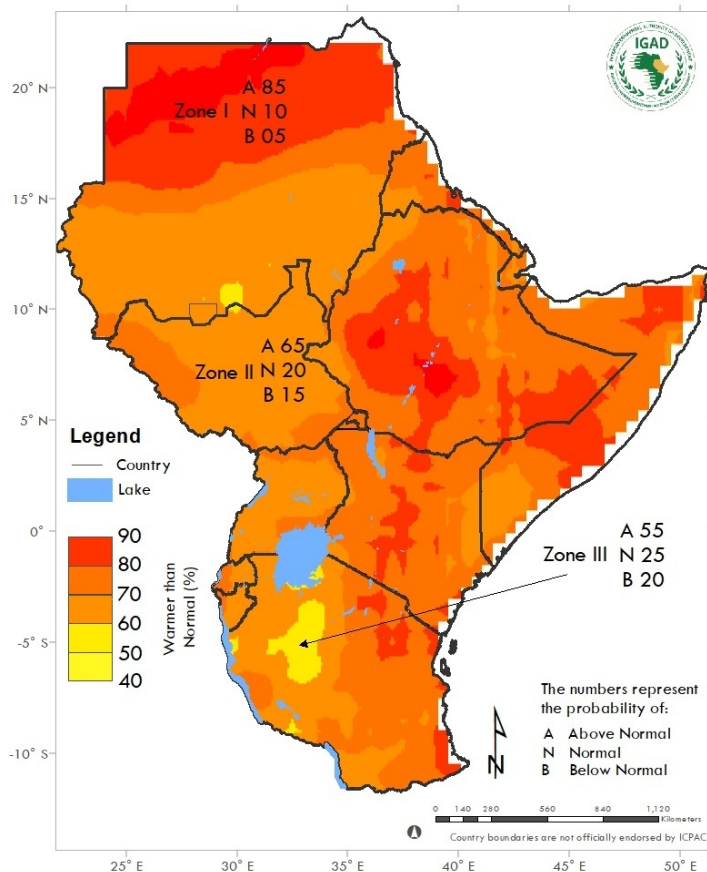 IGAD
20° N
15° N
10° N
5° N
0°
-5° S
-10° S
A 85
Zone I N 10
B 05
A 65
Zone II N 20
B 15
A 55
Zone III N 25
B 20
Legend
Country
Lake
90
80
70
60
50
40
Warmer than
Normal (%)
The numbers represent
the probability of:
A Above Normal
N Normal
B Below Normal
N
0 140 280 560 840 1,120
Kilometers
Country boundaries are not officially endorsed by ICPAC
25° E 30° E 35° E 40° E 45° E 50° E